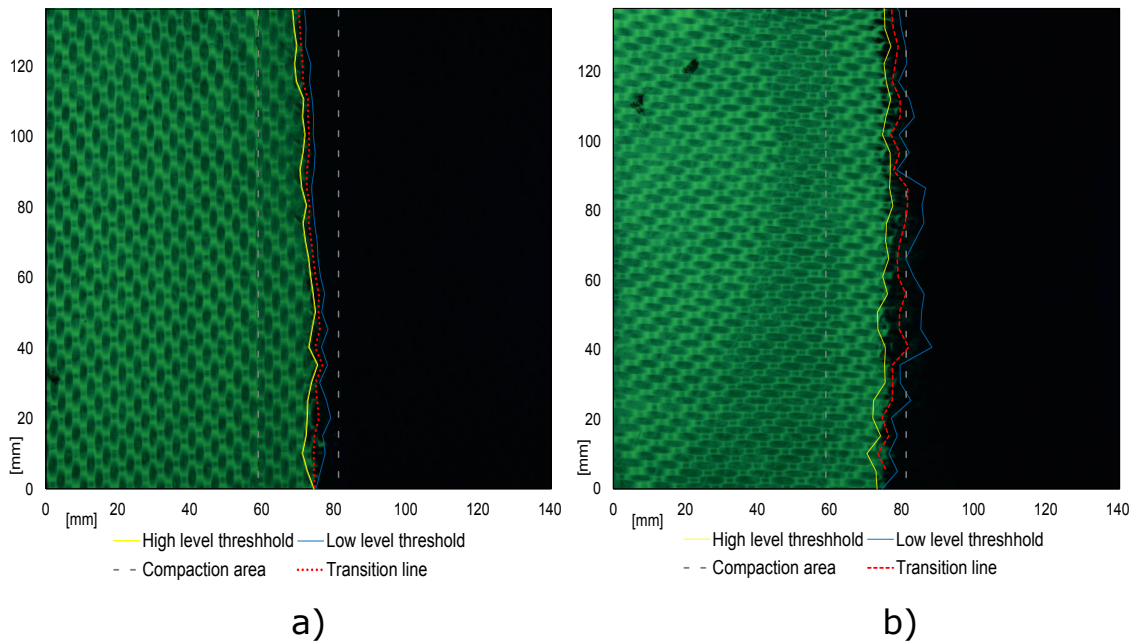 120
100
80
60
40
20
[mm]
0
0 20 40 60 80 100 120 140
[mm]
High level threshhold Low level threshold
Compaction area Transition line
a)
120
100
80
60
40
20
[mm]
0
0 20 40 60 80 100 120 140
[mm]
High level threshhold Low level threshold
Compaction area Transition line
b)